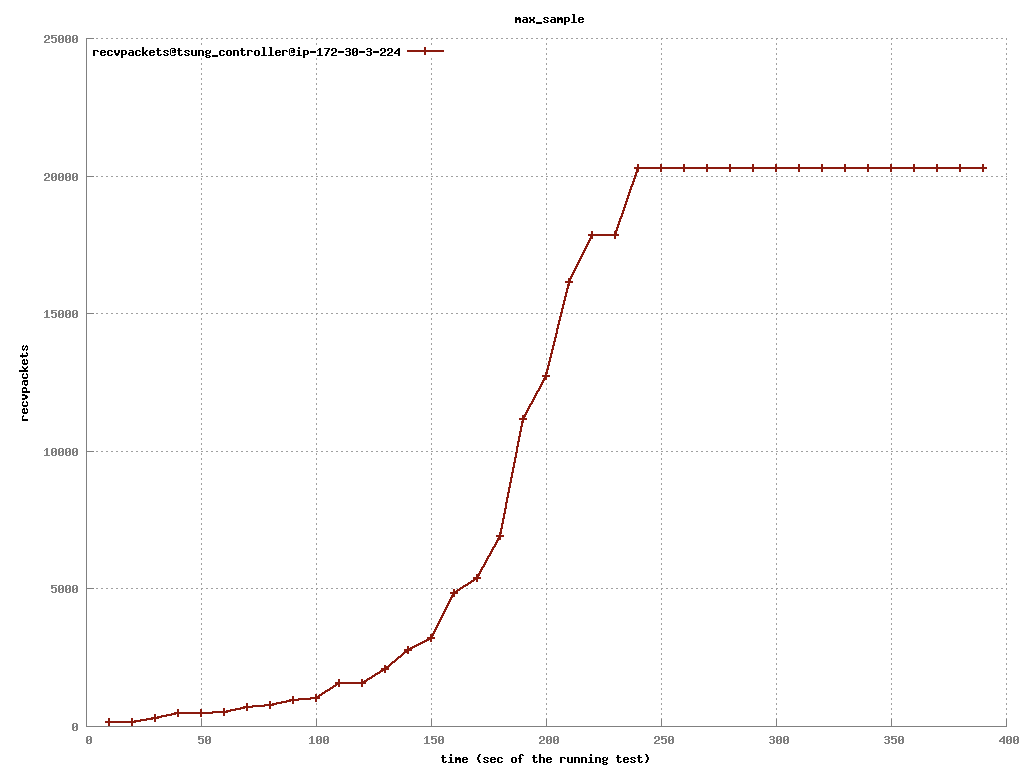 max_sample
25000
recvpackets@tsung_controller@ip-172-30-3-224
20000
15000
recvpackets
10000
5000
0
0 50 100 150 200 250 300 350 400
time (sec of the running test)